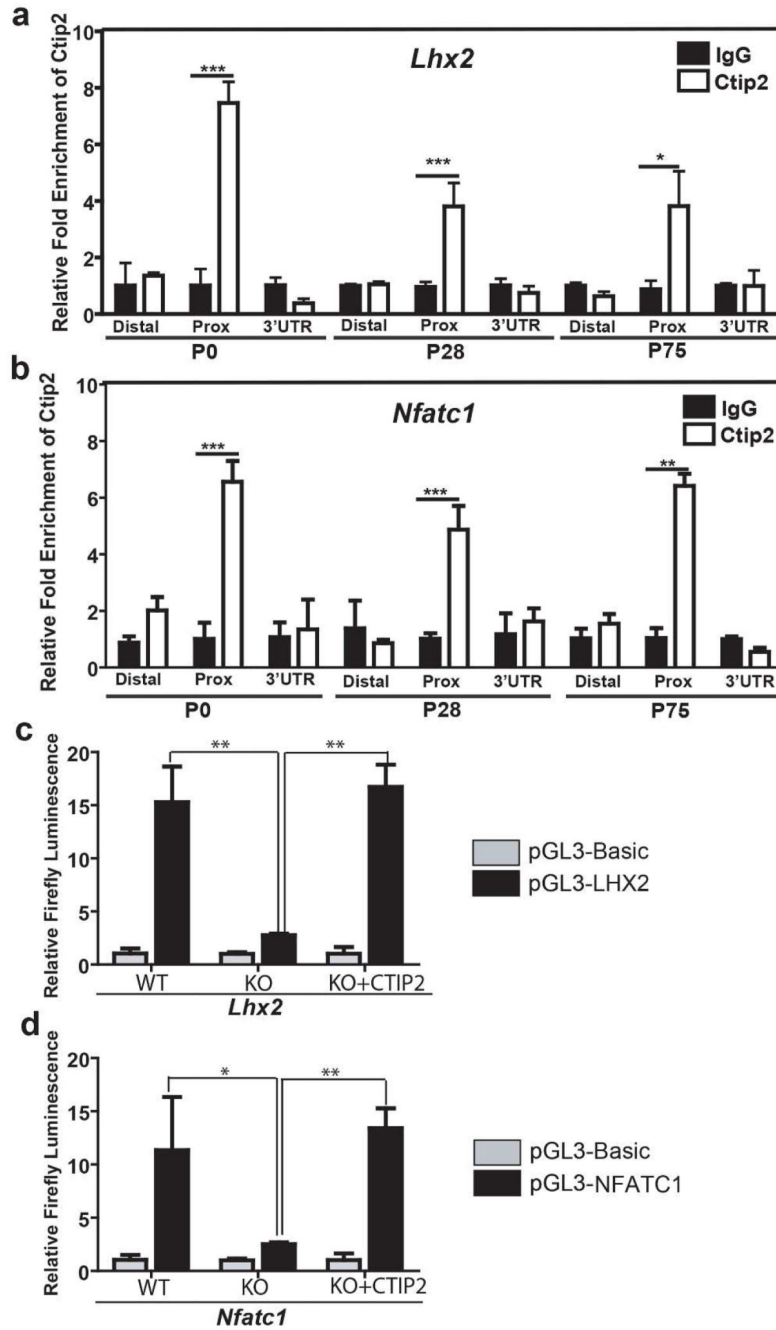 a
Relative Fold Enrichment of Ctip2
10
8
6
4
2
0
Lhx2
IgG
Ctip2
***
***
*
Distal Prox 3'UTR Distal Prox 3'UTR Distal Prox 3'UTR
P0 P28 P75
b
Relative Fold Enrichment of Ctip2
10
8
6
4
2
0
Nfatc1
IgG
Ctip2
***
***
**
Distal Prox 3'UTR Distal Prox 3'UTR Distal Prox 3'UTR
P0 P28 P75
c
Relative Firefly Luminescence
20
15
10
5
0
** **
pGL3-Basic
pGL3-LHX2
WT KO KO+CTIP2
Lhx2
d
Relative Firefly Luminescence
20
15
10
5
0
* **
pGL3-Basic
pGL3-NFATC1
WT KO KO+CTIP2
Nfatc1